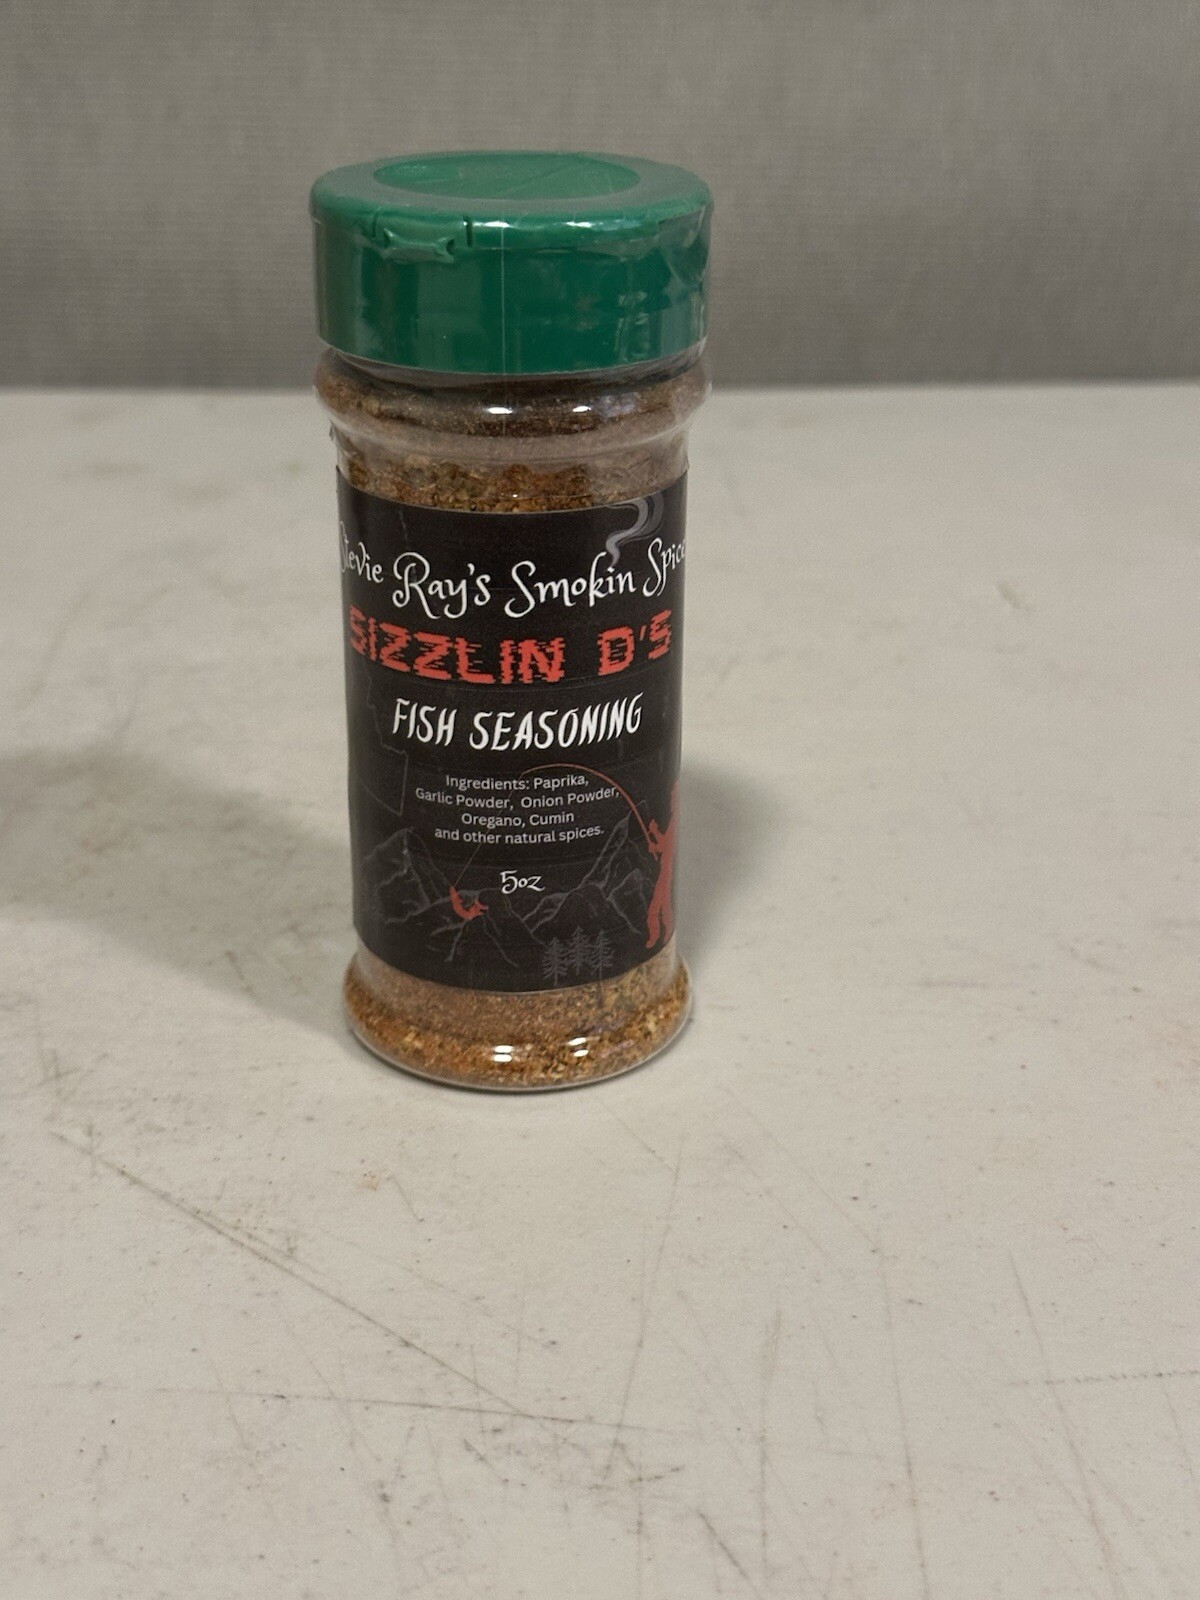 Stevie Ray's Smokin Spice
SIZZLIN D'S
FISH SEASONING
Ingredients: Paprika,
Garlic Powder, Onion Powder,
Oregano, Cumin
and other natural spices.
5oz